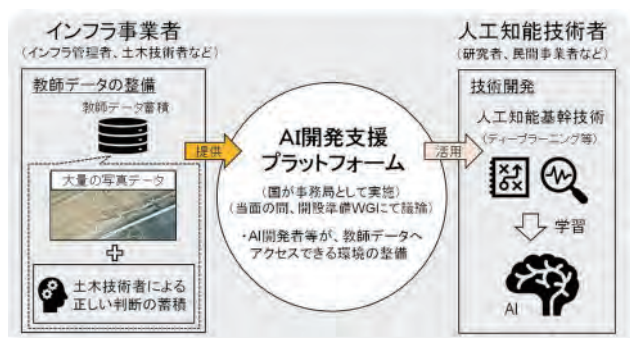 インフラ事業者
(インフラ管理者、土木技術者など)
教師データの整備
教師データ蓄積
大量の写真データ
土木技術者による
正しい判断の蓄積
提供
AI開発支援
プラットフォーム
(国が事務局として実施)
(当面の間、開設準備WGにて議論)
・AI開発者等が、教師データへ
アクセスできる環境の整備
活用
人工知能技術者
(研究者、民間事業者など)
技術開発
人工知能基幹技術
(ディープラーニング等)
学習
AI